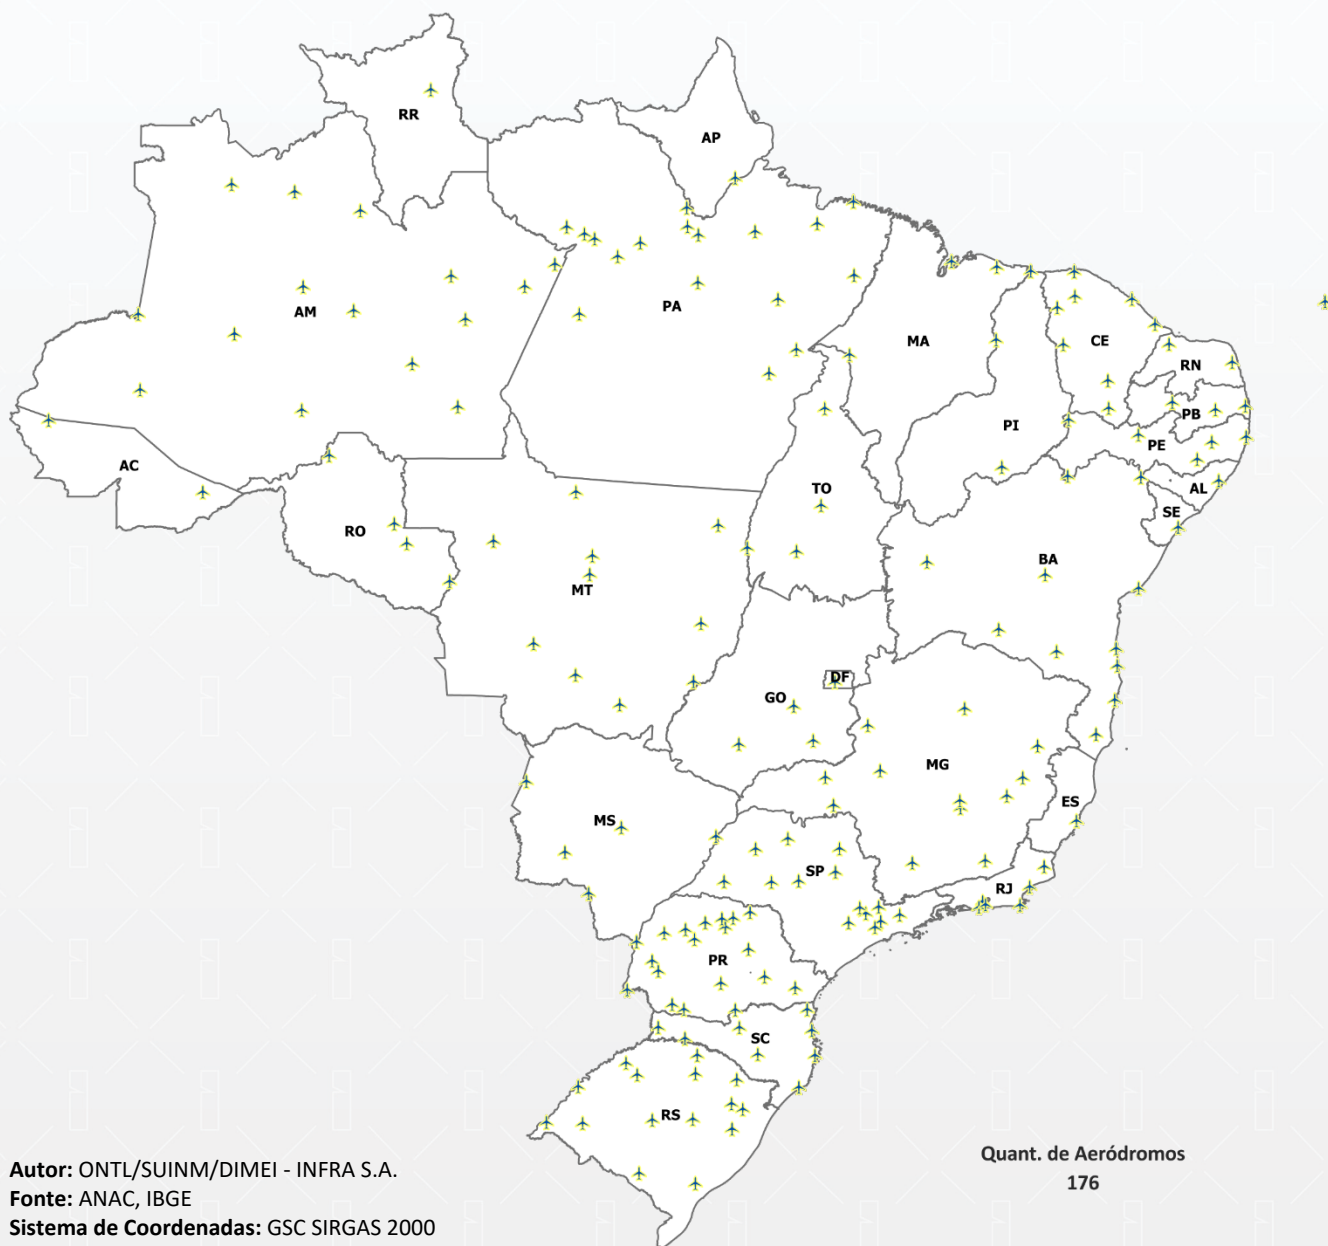 RR
AP
AM
PA
MA
CE
RN
PB
PI
PE
AC
TO
AL
SE
RO
BA
MT
DF
GO
MG
ES
MS
SP
RJ
PR
SC
RS
Quant. de Aeródromos
176
Autor: ONTL/SUINM/DIMEI - INFRA S.A.
Fonte: ANAC, IBGE
Sistema de Coordenadas: GSC SIRGAS 2000